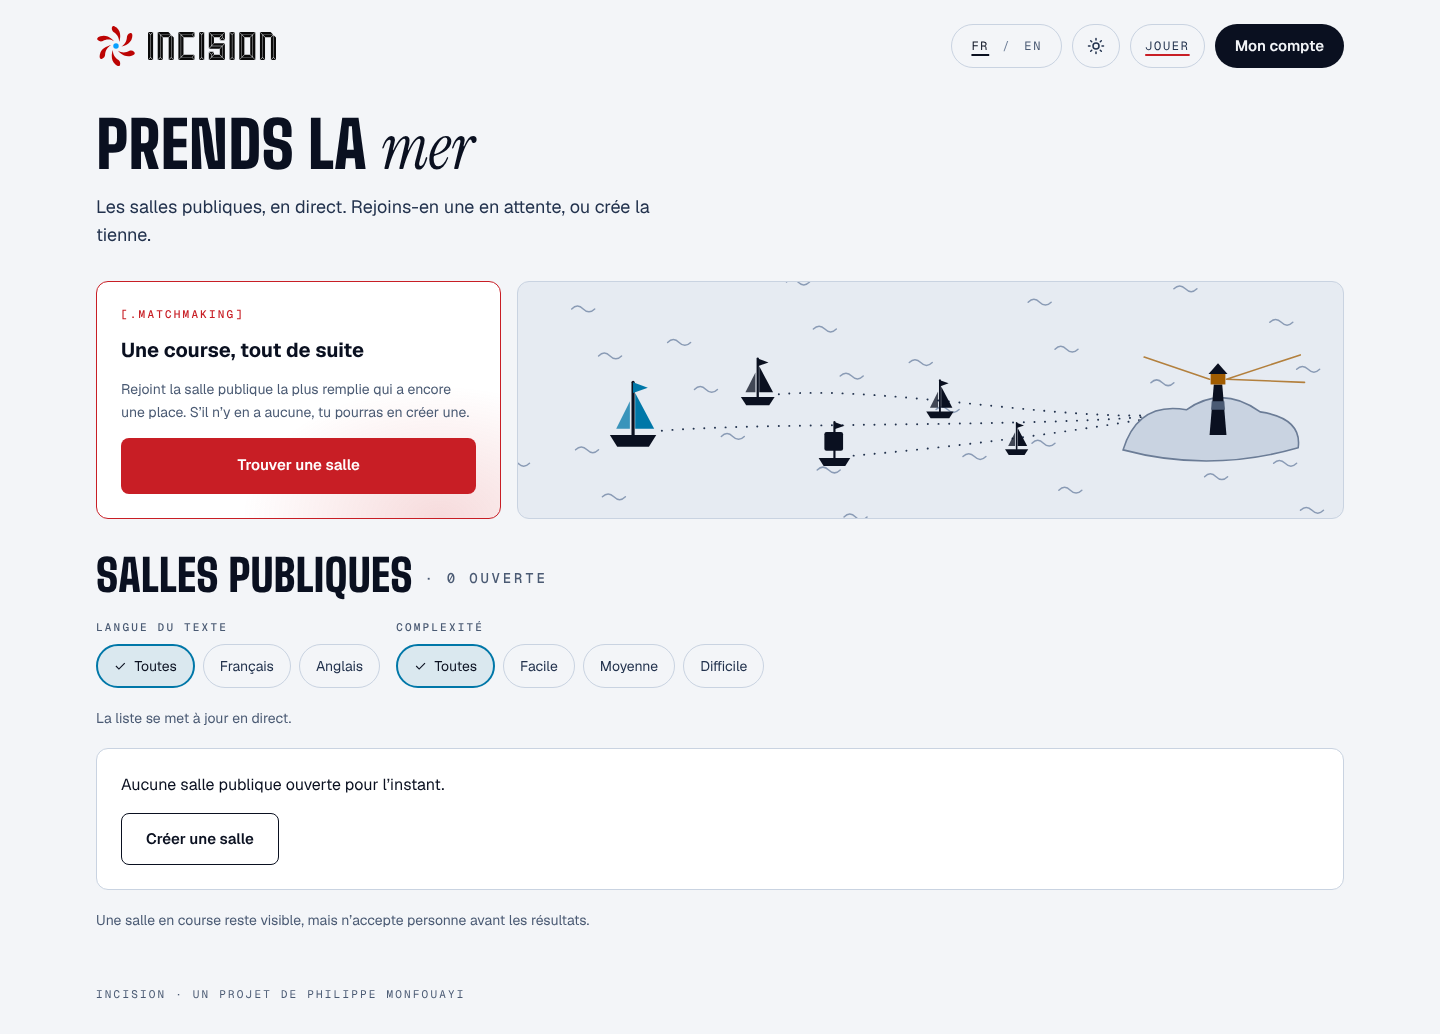 INCISION
FR / EN
JOUER
Mon compte
PRENDS LA mer
Les salles publiques, en direct. Rejoins-en une en attente, ou crée la
tienne.
[.MATCHMAKING]
Une course, tout de suite
Rejoint la salle publique la plus remplie qui a encore
une place. S’il n’y en a aucune, tu pourras en créer une.
Trouver une salle
SALLES PUBLIQUES · 0 OUVERTE
LANGUE DU TEXTE
Toutes
Français
Anglais
COMPLEXITÉ
Toutes
Facile
Moyenne
Difficile
La liste se met à jour en direct.
Aucune salle publique ouverte pour l’instant.
Créer une salle
Une salle en course reste visible, mais n’accepte personne avant les résultats.
INCISION · UN PROJET DE PHILIPPE MONFOUAYI